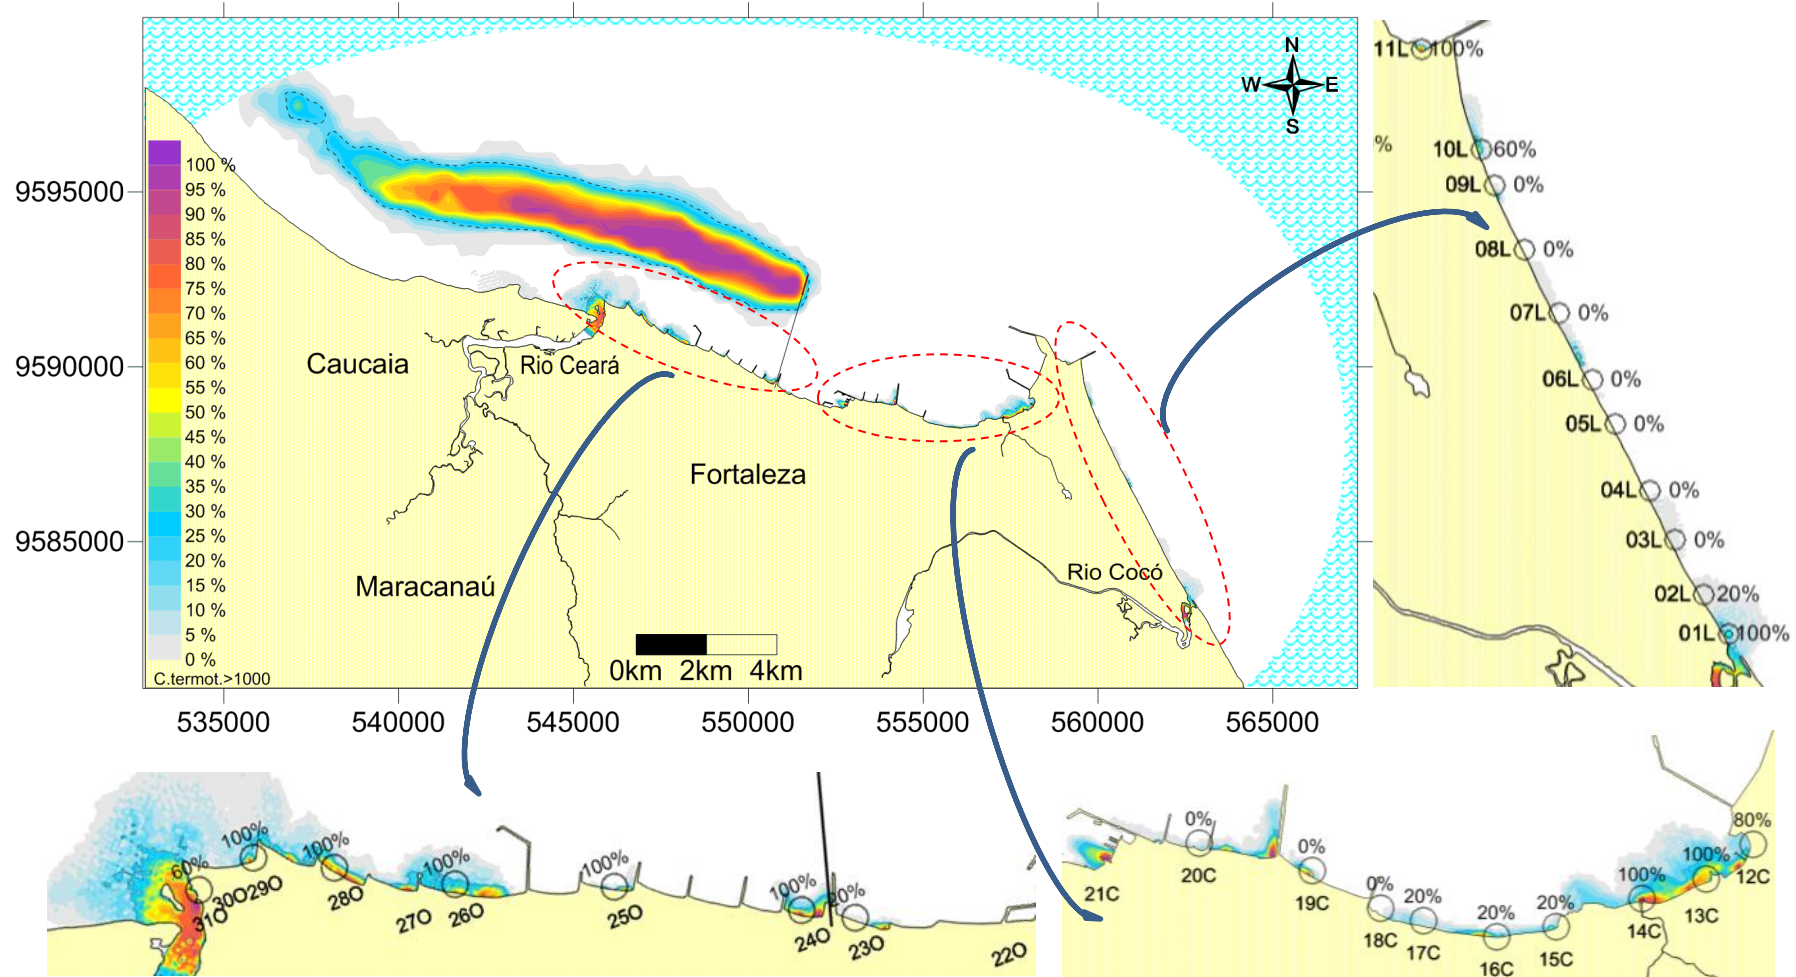 N
W E
S
9595000
9590000
9585000
100 %
95 %
90 %
85 %
80 %
75 %
70 %
65 %
60 %
55 %
50 %
45 %
40 %
35 %
30 %
25 %
20 %
15 %
10 %
5 %
0 %
C.termot.>1000
Caucaia
Rio Ceará
Fortaleza
Maracanaú
Rio Cocó
0km 2km 4km
535000 540000 545000 550000 555000 560000 565000
11L 100%
%
10L 60%
09L 0%
08L 0%
07L 0%
06L 0%
05L 0%
04L 0%
03L 0%
02L 20%
01L 100%
60% 100% 100% 100% 100% 100% 20%
31O 30O 29O 28O 27O 26O 25O 24O 23O 22O
0% 0% 0% 20% 20% 20% 100% 100% 80%
21C 20C 19C 18C 17C 16C 15C 14C 13C 12C